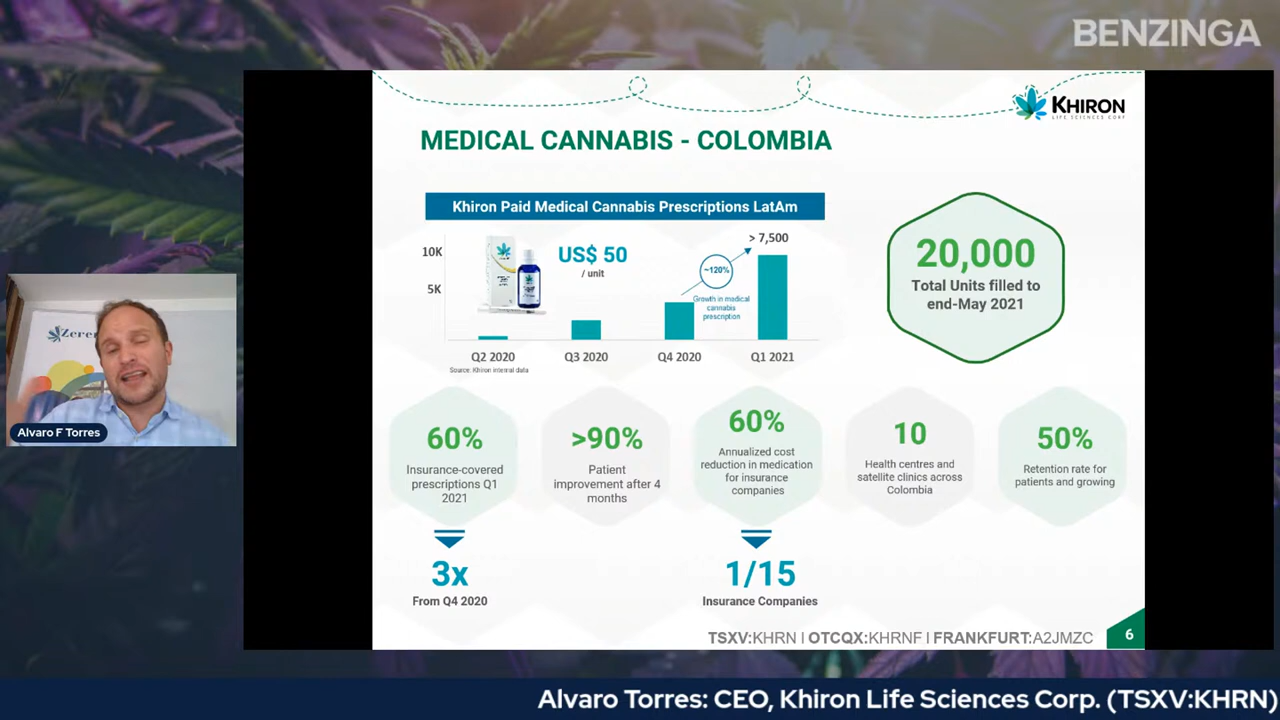 BENZINGA
KHIRON
LIFE SCIENCES CORP
MEDICAL CANNABIS - COLOMBIA
Khiron Paid Medical Cannabis Prescriptions LatAm
10K
5K
US$ 50
/ unit
~120%
Growth in medical
cannabis
prescription
> 7,500
Q2 2020
Q3 2020
Q4 2020
Q1 2021
Source: Khiron internal data
20,000
Total Units filled to
end-May 2021
60%
Insurance-covered
prescriptions Q1
2021
>90%
Patient
improvement after 4
months
60%
Annualized cost
reduction in medication
for insurance
companies
10
Health centres and
satellite clinics across
Colombia
50%
Retention rate for
patients and growing
3x
From Q4 2020
1/15
Insurance Companies
TSXV:KHRN | OTCQX:KHRNF | FRANKFURT:A2JMZC
6
Alvaro F Torres
Alvaro Torres: CEO, Khiron Life Sciences Corp. (TSXV:KHRN)